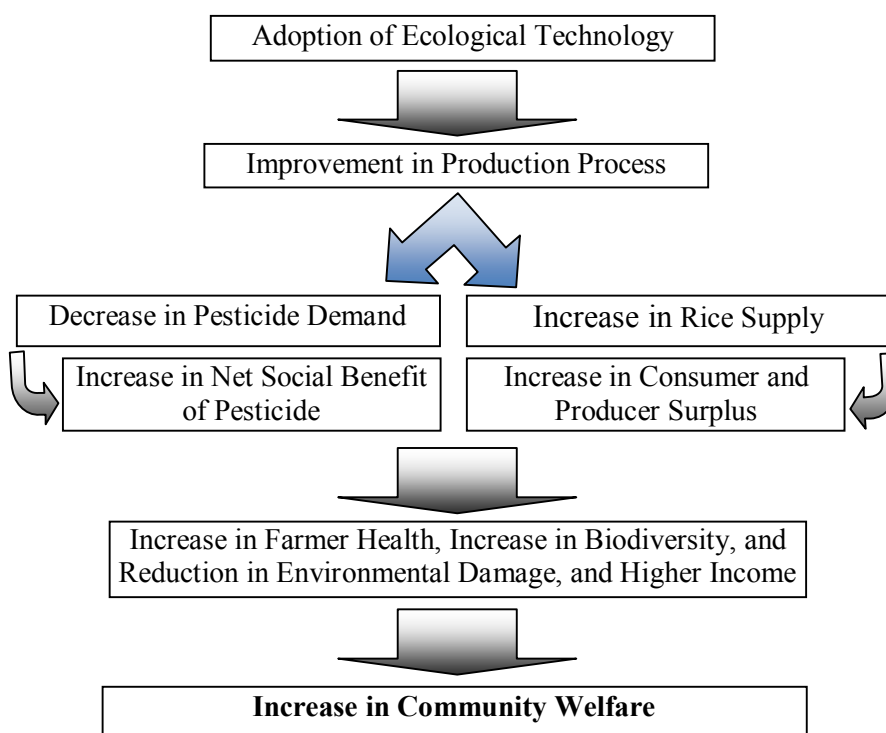 Adoption of Ecological Technology
Improvement in Production Process
Decrease in Pesticide Demand
Increase in Net Social Benefit
of Pesticide
Increase in Rice Supply
Increase in Consumer and
Producer Surplus
Increase in Farmer Health, Increase in Biodiversity, and
Reduction in Environmental Damage, and Higher Income
Increase in Community Welfare